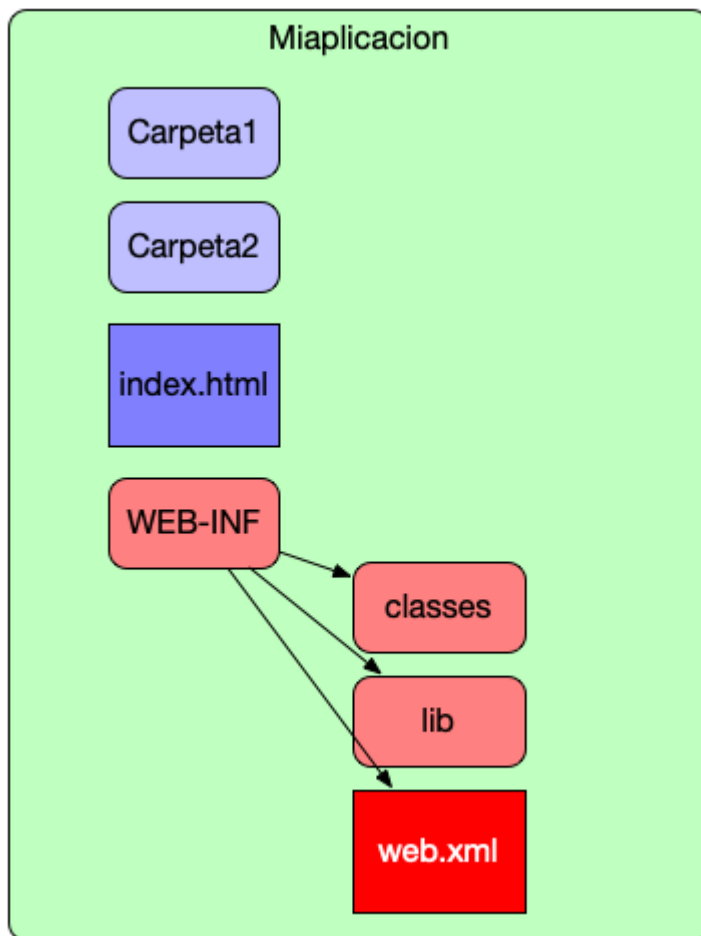 Miaplicacion
Carpeta1
Carpeta2
index.html
WEB-INF
classes
lib
web.xml